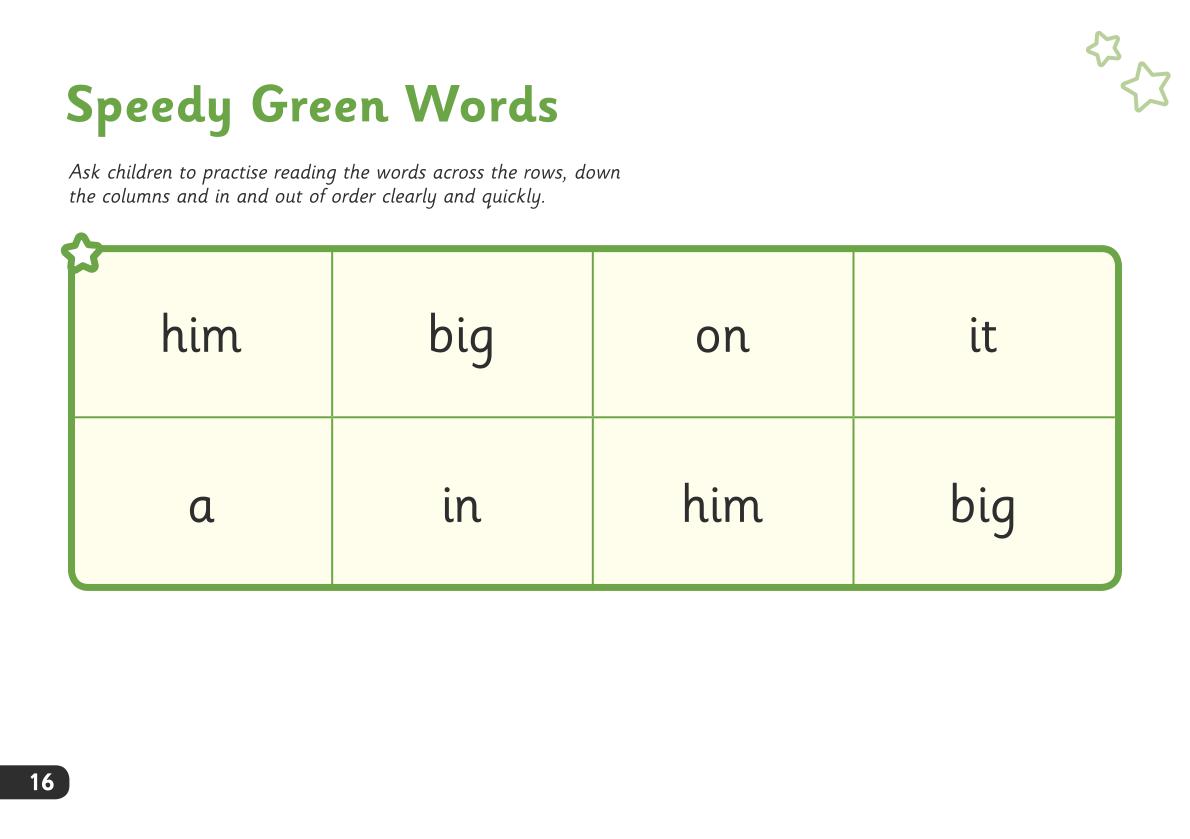 Speedy Green Words
Ask children to practise reading the words across the rows, down
the columns and in and out of order clearly and quickly.
him big on it
a in him big
16